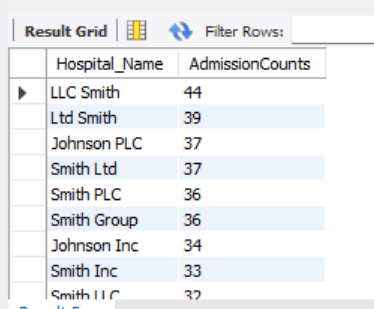 Result Grid Filter Rows:
Hospital_Name AdmissionCounts
LLC Smith 44
Ltd Smith 39
Johnson PLC 37
Smith Ltd 37
Smith PLC 36
Smith Group 36
Johnson Inc 34
Smith Inc 33
Smith LLC 32